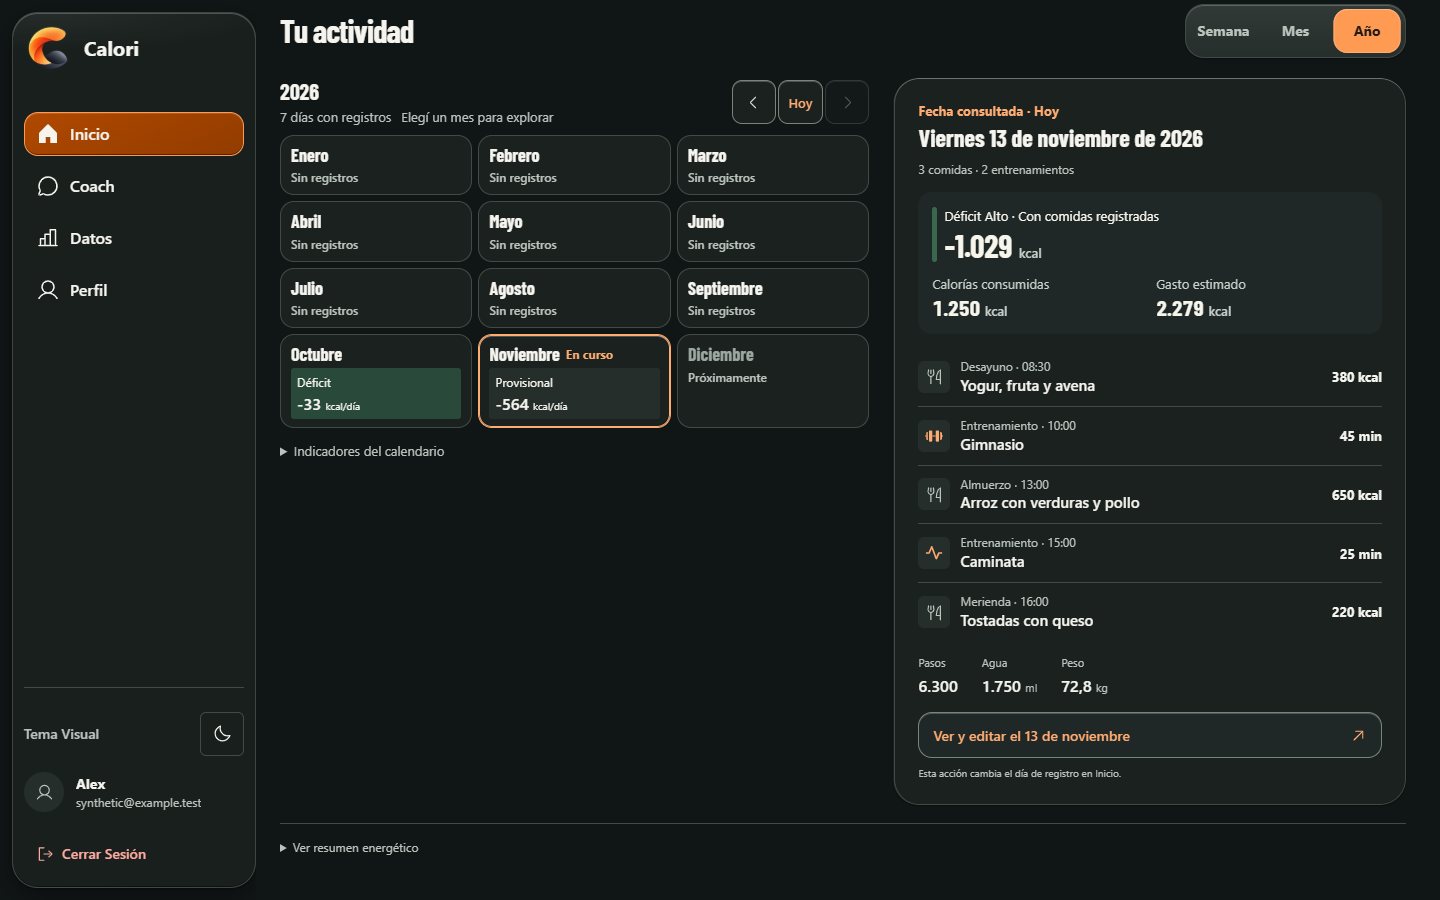 Calori
Inicio
Coach
Datos
Perfil
Tema Visual
Alex
synthetic@example.test
Cerrar Sesión
Tu actividad
Semana Mes Año
2026
7 días con registros Elegí un mes para explorar
Hoy
Enero
Sin registros
Febrero
Sin registros
Marzo
Sin registros
Abril
Sin registros
Mayo
Sin registros
Junio
Sin registros
Julio
Sin registros
Agosto
Sin registros
Septiembre
Sin registros
Octubre
Déficit
-33 kcal/día
Noviembre En curso
Provisional
-564 kcal/día
Diciembre
Próximamente
Indicadores del calendario
Fecha consultada · Hoy
Viernes 13 de noviembre de 2026
3 comidas · 2 entrenamientos
Déficit Alto · Con comidas registradas
-1.029 kcal
Calorías consumidas
1.250 kcal
Gasto estimado
2.279 kcal
Desayuno · 08:30
Yogur, fruta y avena
380 kcal
Entrenamiento · 10:00
Gimnasio
45 min
Almuerzo · 13:00
Arroz con verduras y pollo
650 kcal
Entrenamiento · 15:00
Caminata
25 min
Merienda · 16:00
Tostadas con queso
220 kcal
Pasos
6.300
Agua
1.750 ml
Peso
72,8 kg
Ver y editar el 13 de noviembre
Esta acción cambia el día de registro en Inicio.
Ver resumen energético